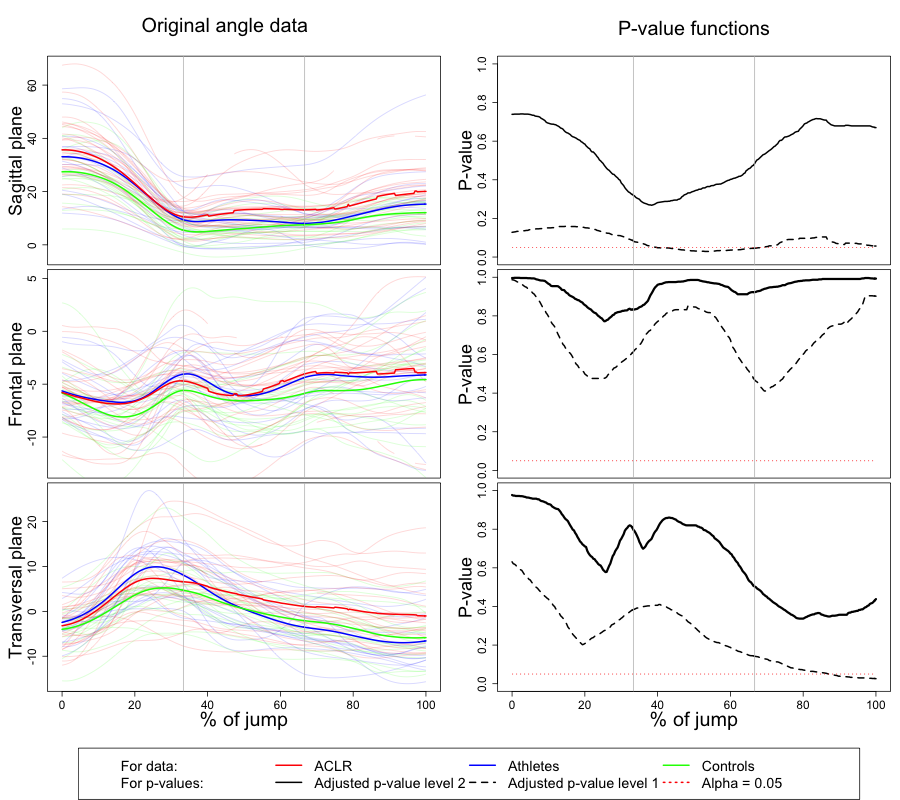 Original angle data
P-value functions
Sagittal plane
0 20 40 60
P-value
0.0 0.2 0.4 0.6 0.8 1.0
Frontal plane
-10 -5 0 5
P-value
0.0 0.2 0.4 0.6 0.8 1.0
Transversal plane
-10 0 10 20
P-value
0.0 0.2 0.4 0.6 0.8 1.0
0 20 40 60 80 100
0 20 40 60 80 100
% of jump
% of jump
For data: ACLR Athletes Controls
For p-values: Adjusted p-value level 2 Adjusted p-value level 1 Alpha = 0.05